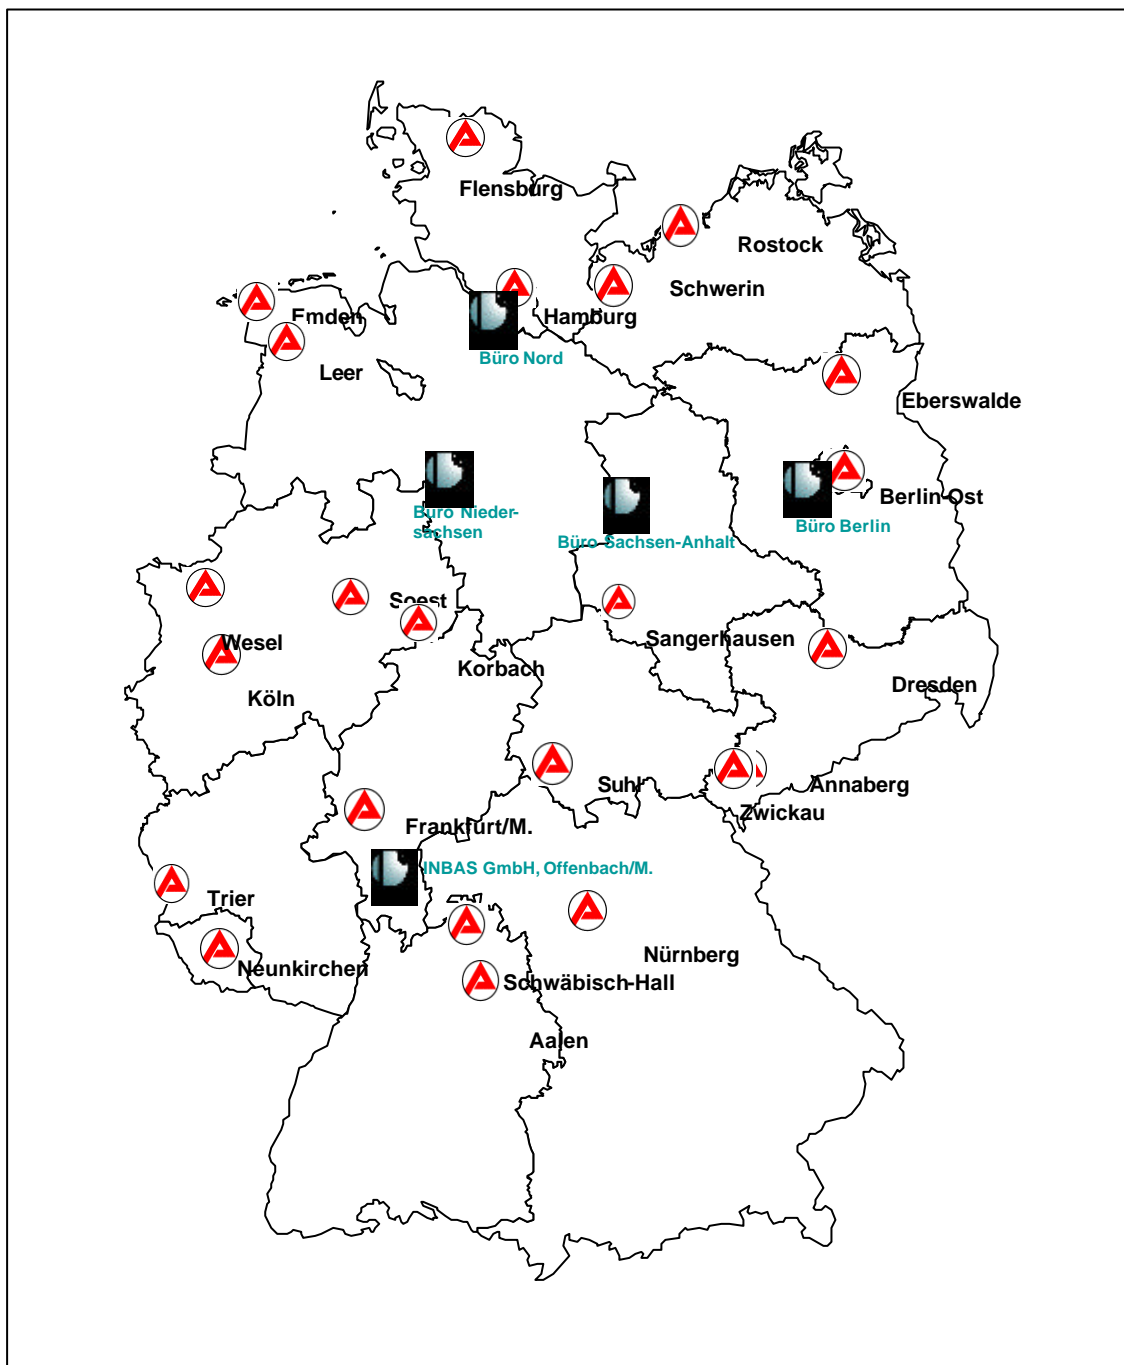 Flensburg
Rostock
Schwerin
Emden
Hamburg
Büro Nord
Leer
Eberswalde
Berlin-Ost
Büro Nieder-
sachsen
Büro Sachsen-Anhalt
Büro Berlin
Soest
Wesel
Sangerhausen
Korbach
Köln
Dresden
Suhl
Annaberg
Zwickau
Frankfurt/M.
INBAS GmbH, Offenbach/M.
Trier
Nürnberg
Neunkirchen
Schwäbisch-Hall
Aalen